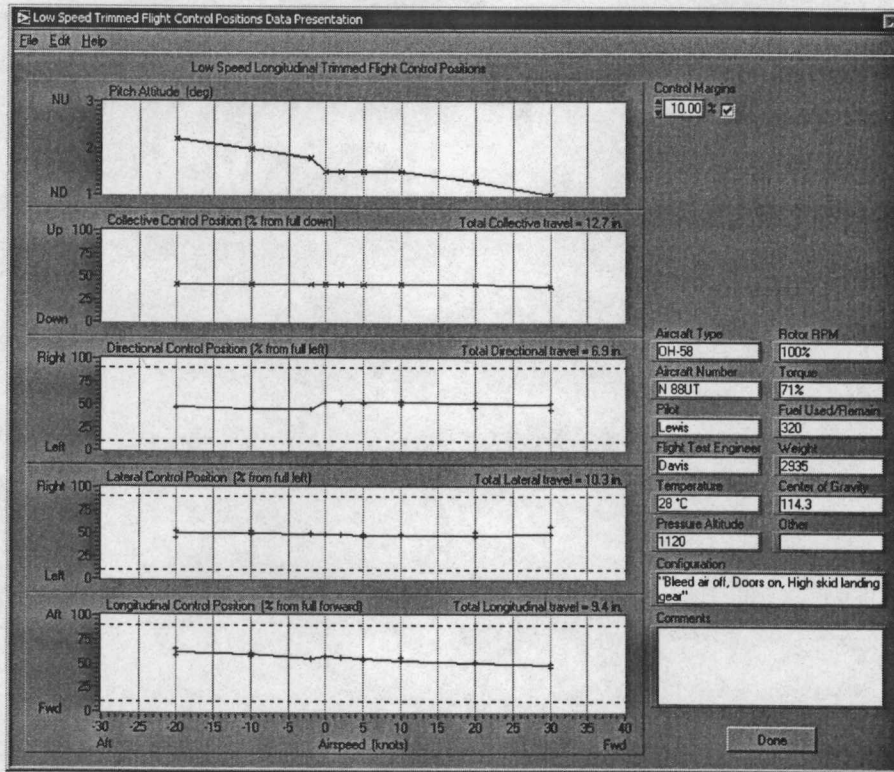 Low Speed Trimmed Flight Control Positions Data Presentation
File Edit Help
Low Speed Longitudinal Trimmed Flight Control Positions
Pitch Altitude (deg)
NU 3
2
ND 1
Collective Control Position (% from full down) Total Collective travel = 12.7 in.
Up 100
75
50
25
Down 0
Directional Control Position (% from full left) Total Directional travel = 6.9 in.
Right 100
75
50
25
Left 0
Lateral Control Position (% from full left) Total Lateral travel = 10.3 in.
Right 100
75
50
25
Left 0
Longitudinal Control Position (% from full forward) Total Longitudinal travel = 9.4 in.
Aft 100
75
50
25
Fwd 0
-30 -25 -20 -15 -10 -5 0 5 10 15 20 25 30 35 40
Aft Airspeed (knots) Fwd
Control Margins
10.00 %
Aircraft Type Rotor RPM
OH-58 100%
Aircraft Number Torque
N 88UT 71%
Pilot Fuel Used/Remain
Lewis 320
Flight Test Engineer Weight
Davis 2935
Temperature Center of Gravity
28 °C 114.3
Pressure Altitude Other
1120
Configuration
"Bleed air off, Doors on, High skid landing
gear"
Comments
Done